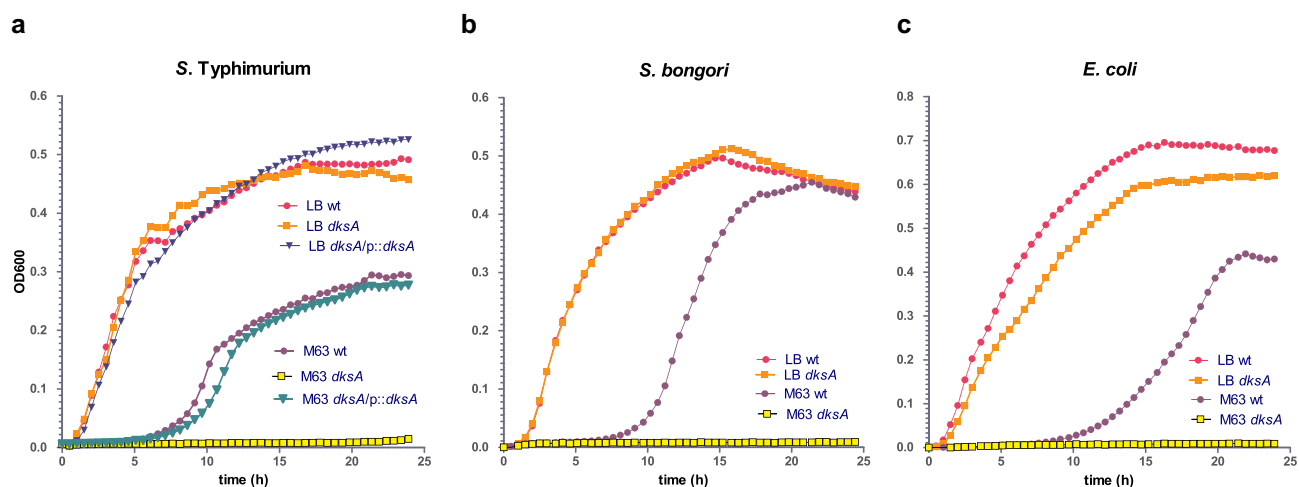 a
S. Typhimurium
0.6
0.5
0.4
0.3
0.2
0.1
0.0
OD600
LB wt
LB dksA
LB dksA/p::dksA
M63 wt
M63 dksA
M63 dksA/p::dksA
0
5
10
15
20
25
time (h)
b
S. bongori
0.6
0.5
0.4
0.3
0.2
0.1
0.0
LB wt
LB dksA
M63 wt
M63 dksA
0
5
10
15
20
25
time (h)
c
E. coli
0.8
0.7
0.6
0.5
0.4
0.3
0.2
0.1
0.0
LB wt
LB dksA
M63 wt
M63 dksA
0
5
10
15
20
25
time (h)